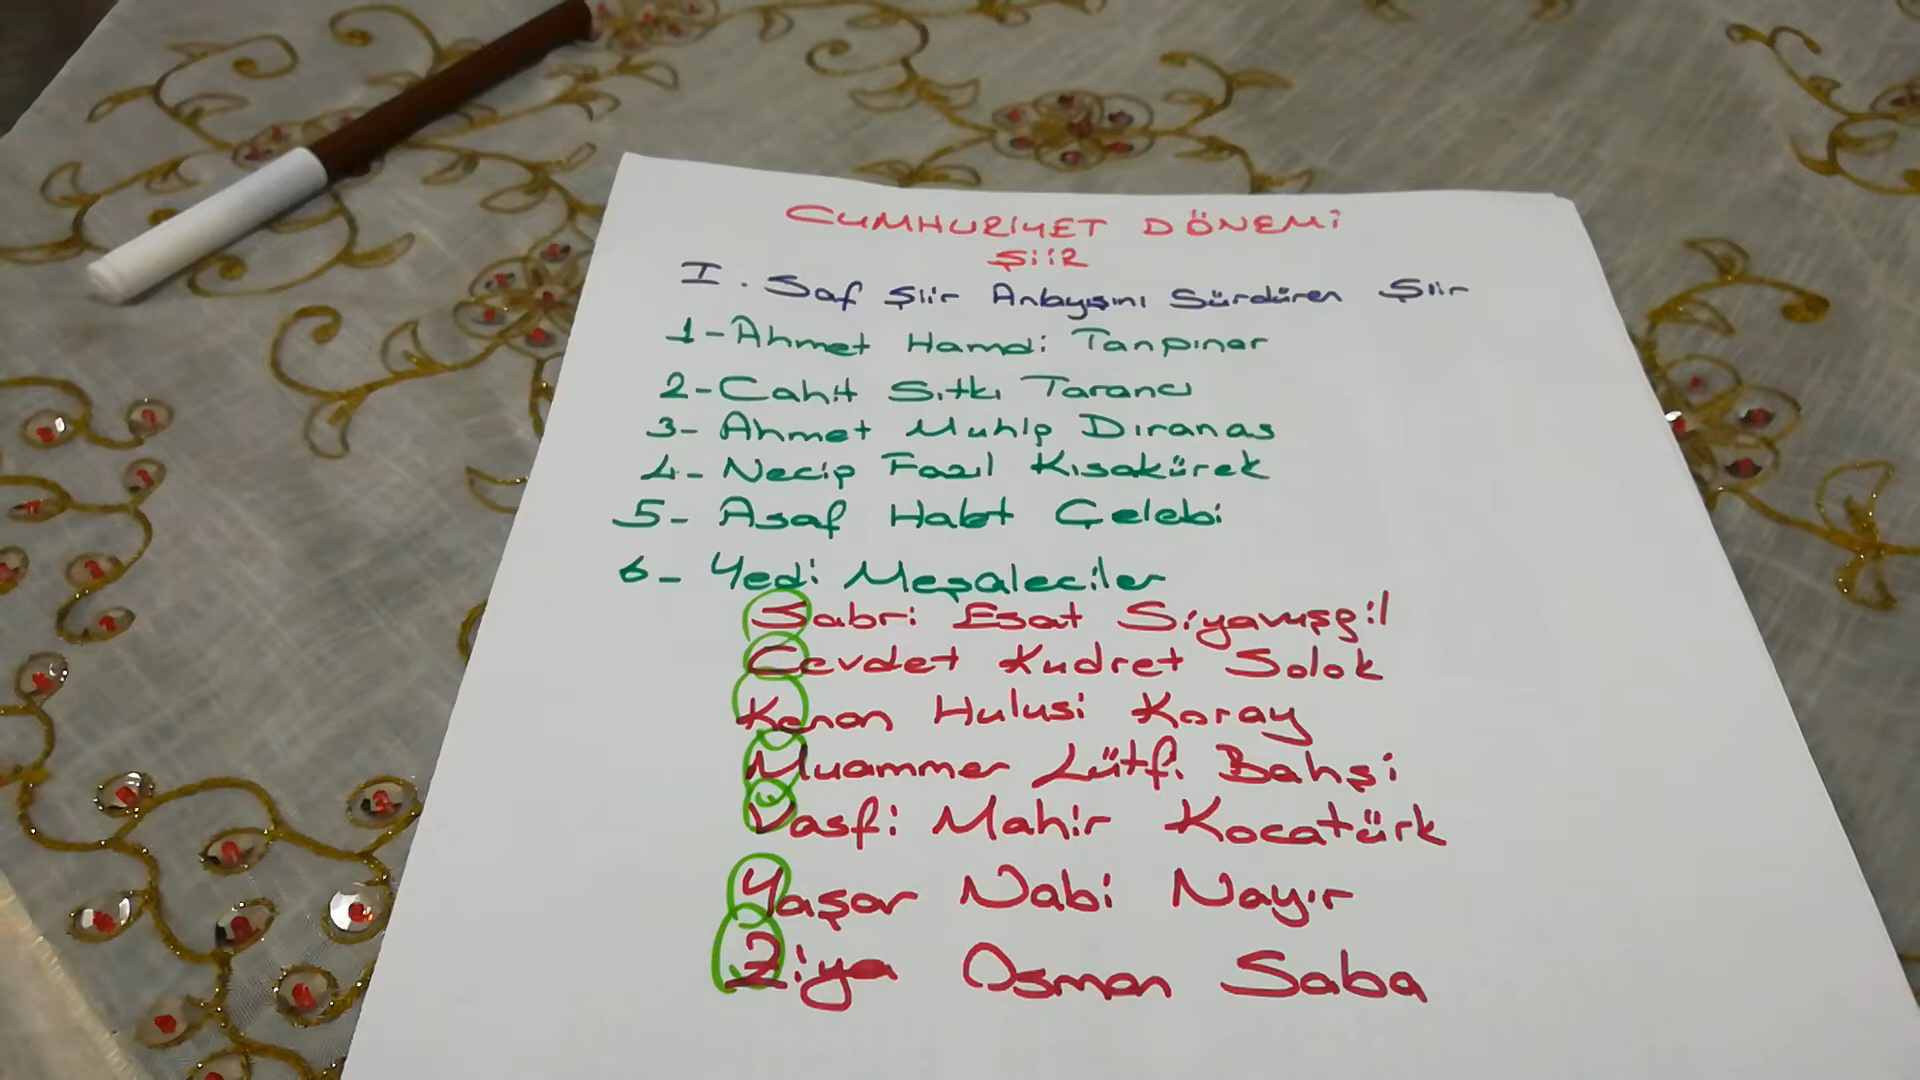 CUMHURİYET DÖNEMİ
ŞİİR
I. Saf Şiir Anlayışını Sürdüren Şiir
1- Ahmet Hamdi Tanpınar
2- Cahit Sıtkı Tarancı
3- Ahmet Muhip Dıranas
4- Necip Fazıl Kısakürek
5- Asaf Halet Çelebi
6- Yedi Meşaleciler
Sabri Esat Siyavuşgil
Cevdet Kudret Solok
Kenan Hulusi Koray
Muammer Lütfi Bahşi
Vasfi Mahir Kocatürk
Yaşar Nabi Nayır
Ziya Osman Saba